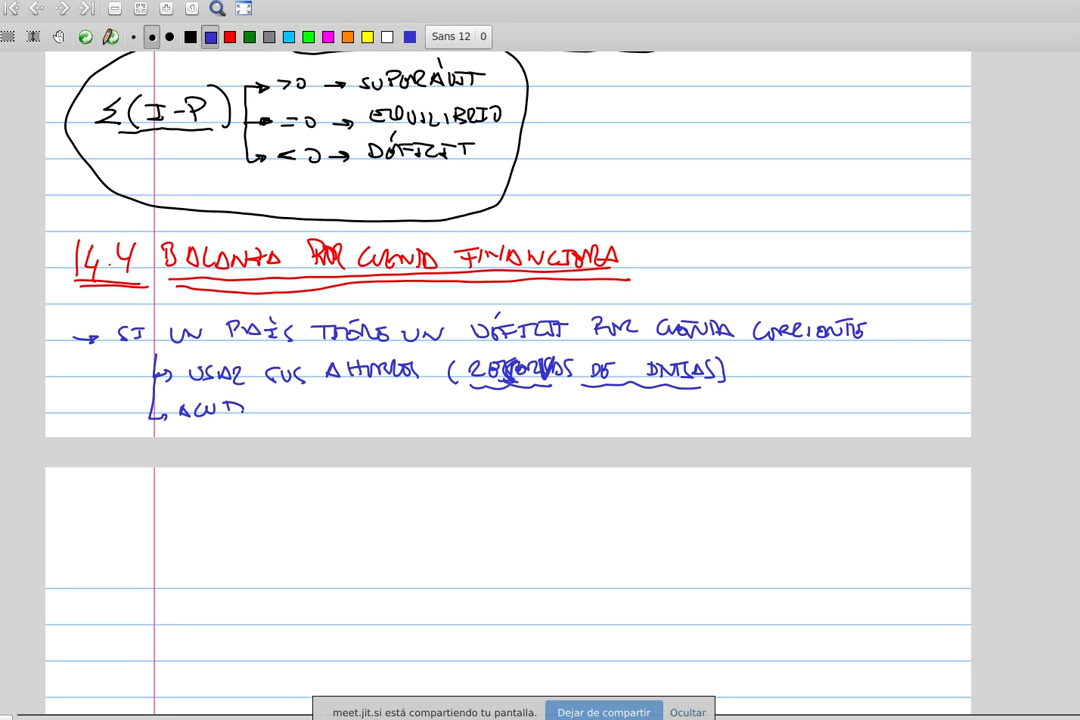 Sans 12 0
Σ(I-P) >0 → SUPERÁVIT
=0 → EQUILIBRIO
<0 → DÉFICIT
14.4 BALANZA POR CUENTA FINANCIERA
→ SI UN PAÍS TIENE UN DÉFICIT POR CUENTA CORRIENTE
↳ USAR SUS AHORROS (RESERVAS DE DIVISAS)
↳ ACUD
meet.jit.si está compartiendo tu pantalla. Dejar de compartir Ocultar